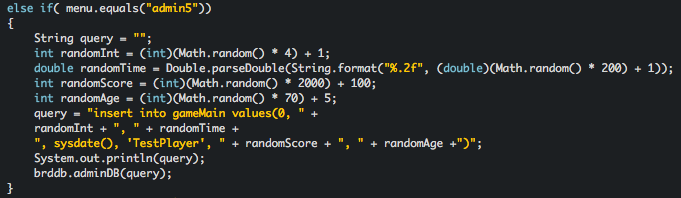 else if( menu.equals("admin5"))
{
    String query = "";
    int randomInt = (int)(Math.random() * 4) + 1;
    double randomTime = Double.parseDouble(String.format("%.2f", (double)(Math.random() * 200) + 1));
    int randomScore = (int)(Math.random() * 2000) + 100;
    int randomAge = (int)(Math.random() * 70) + 5;
    query = "insert into gameMain values(0, " +
    randomInt + ", " + randomTime +
    ", sysdate(), 'TestPlayer', " + randomScore + ", " + randomAge +")";
    System.out.println(query);
    brddb.adminDB(query);
}